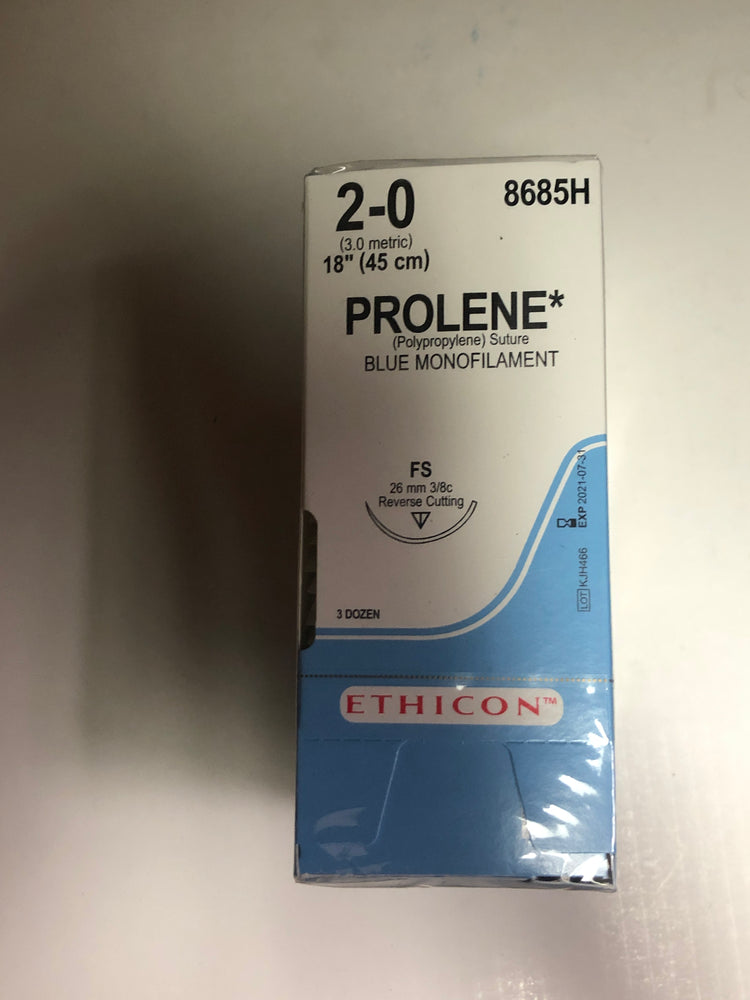 2-0
8685H
(3.0 metric)
18" (45 cm)
PROLENE*
(Polypropylene) Suture
BLUE MONOFILAMENT
FS
26 mm 3/8c
Reverse Cutting
EXP 2021-07-31
LOT KJH466
3 DOZEN
ETHICON™